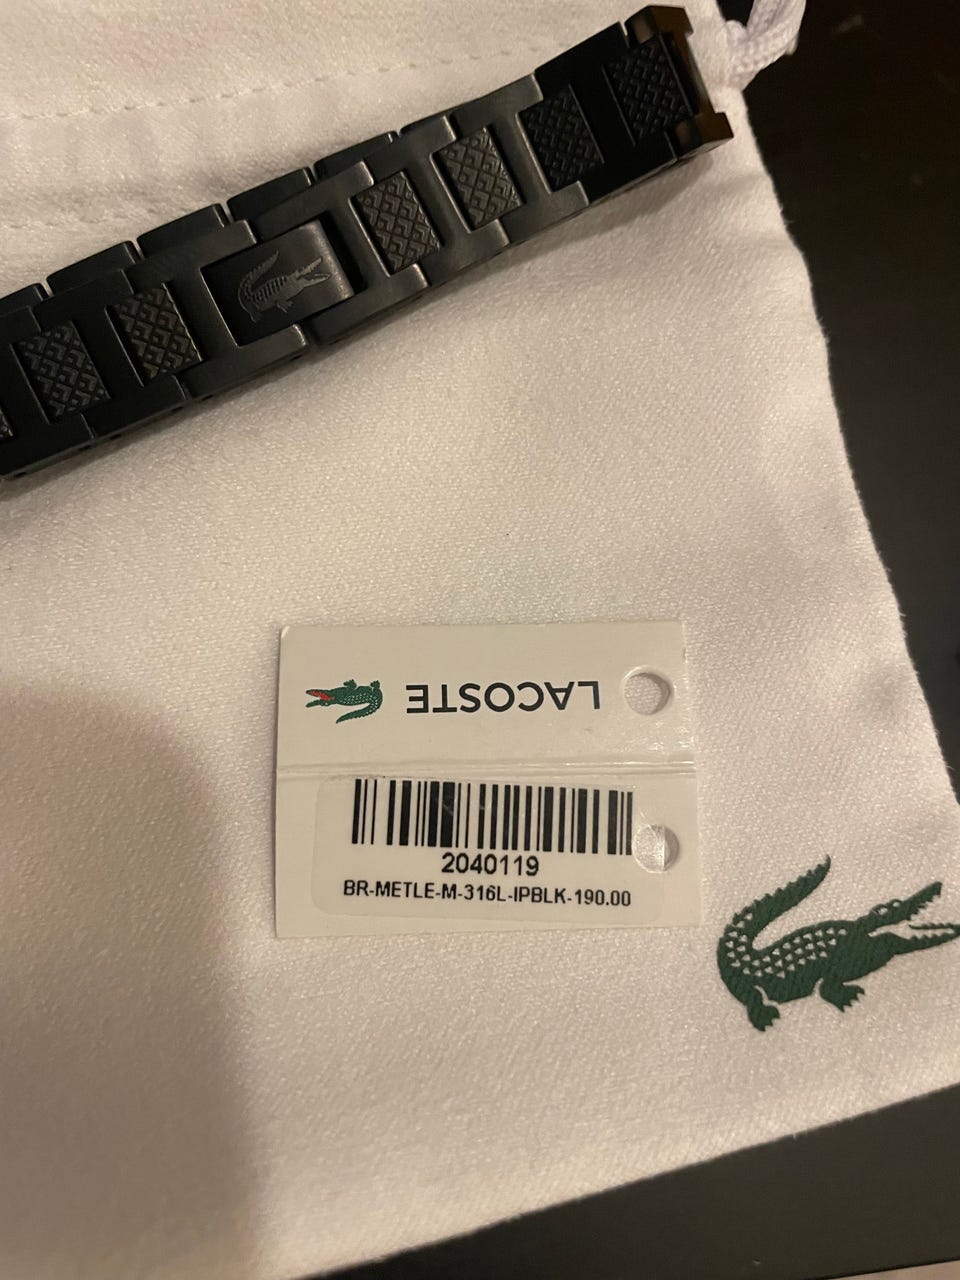 LACOSTE
2040119
BR-METLE-M-316L-IPBLK-190.00